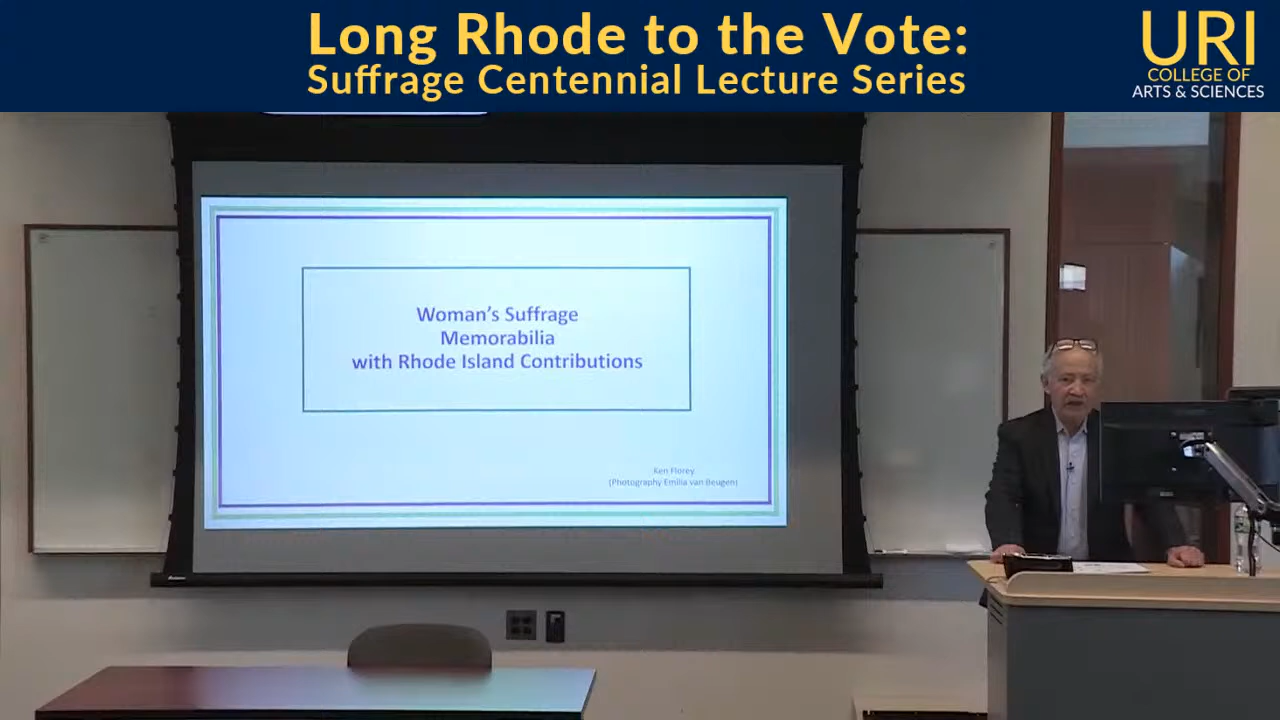 Long Rhode to the Vote:
Suffrage Centennial Lecture Series
URI
COLLEGE OF
ARTS & SCIENCES
Woman's Suffrage
Memorabilia
with Rhode Island Contributions
Ken Florey
(Photography Emilia van Beugen)